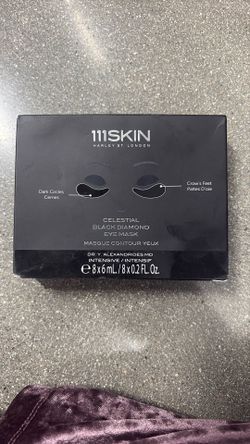 111SKIN
HARLEY ST LONDON
Dark Circles
Cernes
Crow's Feet
Pattes D'oie
CELESTIAL
BLACK DIAMOND
EYE MASK
MASQUE CONTOUR YEUX
DR. Y. ALEXANDRIDES MD
INTENSIVE / INTENSIF
℮ 8 x 6 mL / 8 x 0.2 Fl. Oz.